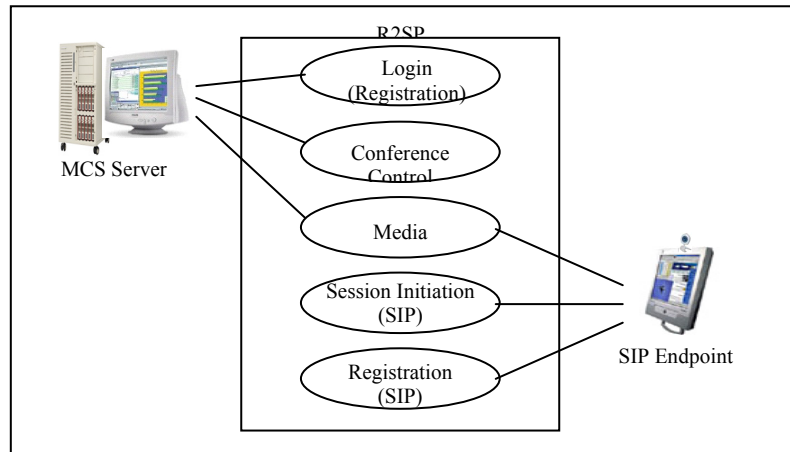 R2SP
Login
(Registration)
MCS Server
Conference
Control
Media
Session Initiation
(SIP)
SIP Endpoint
Registration
(SIP)